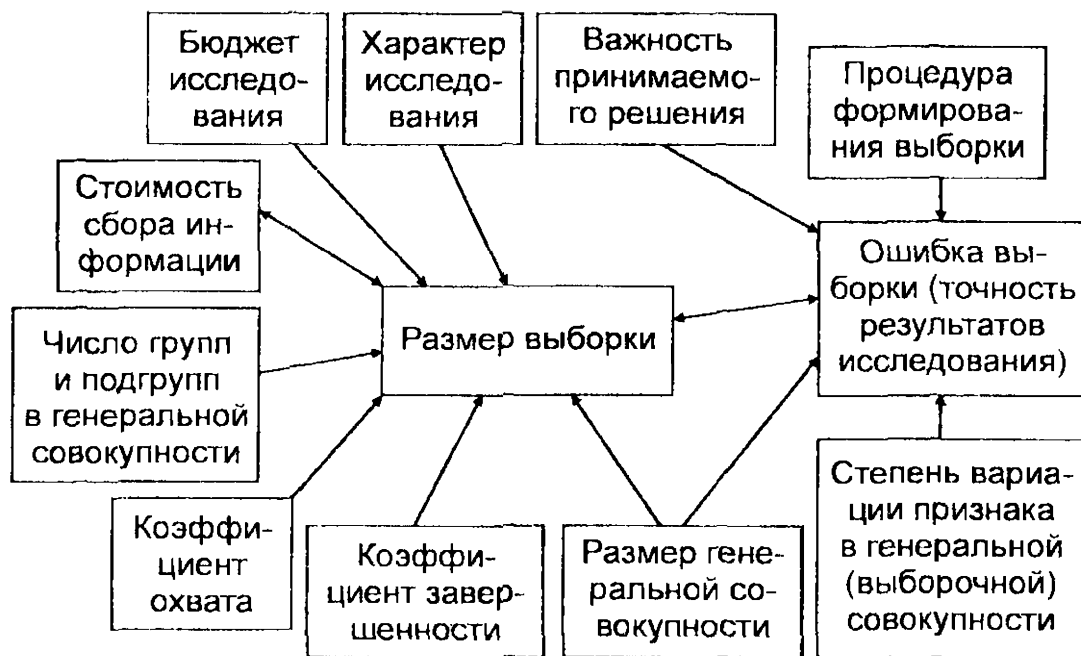 Бюджет
исследо-
вания
Характер
исследо-
вания
Важность
принимаемо-
го решения
Процедура
формирова-
ния выборки
Стоимость
сбора ин-
формации
Ошибка вы-
борки (точность
результатов
исследования)
Размер выборки
Число групп
и подгрупп
в генеральной
совокупности
Коэффи-
циент
охвата
Коэффи-
циент завер-
шенности
Размер гене-
ральной со-
вокупности
Степень вариа-
ции признака
в генеральной
(выборочной)
совокупности